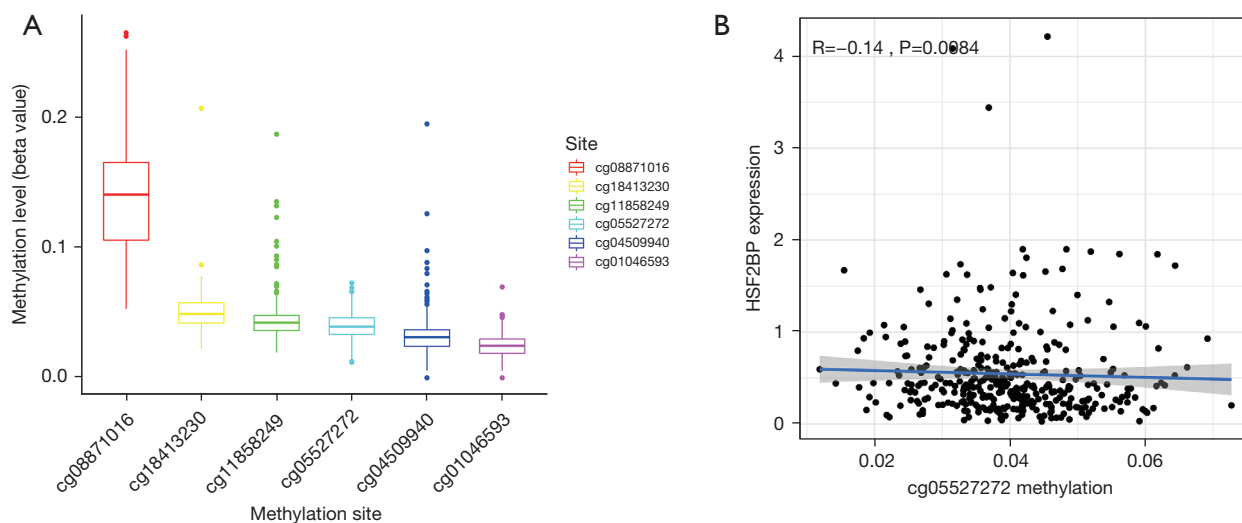 A
Methylation level (beta value)
0.2
0.1
0.0
cg08871016
cg18413230
cg11858249
cg05527272
cg04509940
cg01046593
Methylation site
Site
cg08871016
cg18413230
cg11858249
cg05527272
cg04509940
cg01046593
B
R=−0.14 , P=0.0084
HSF2BP expression
4
3
2
1
0
0.02
0.04
0.06
cg05527272 methylation